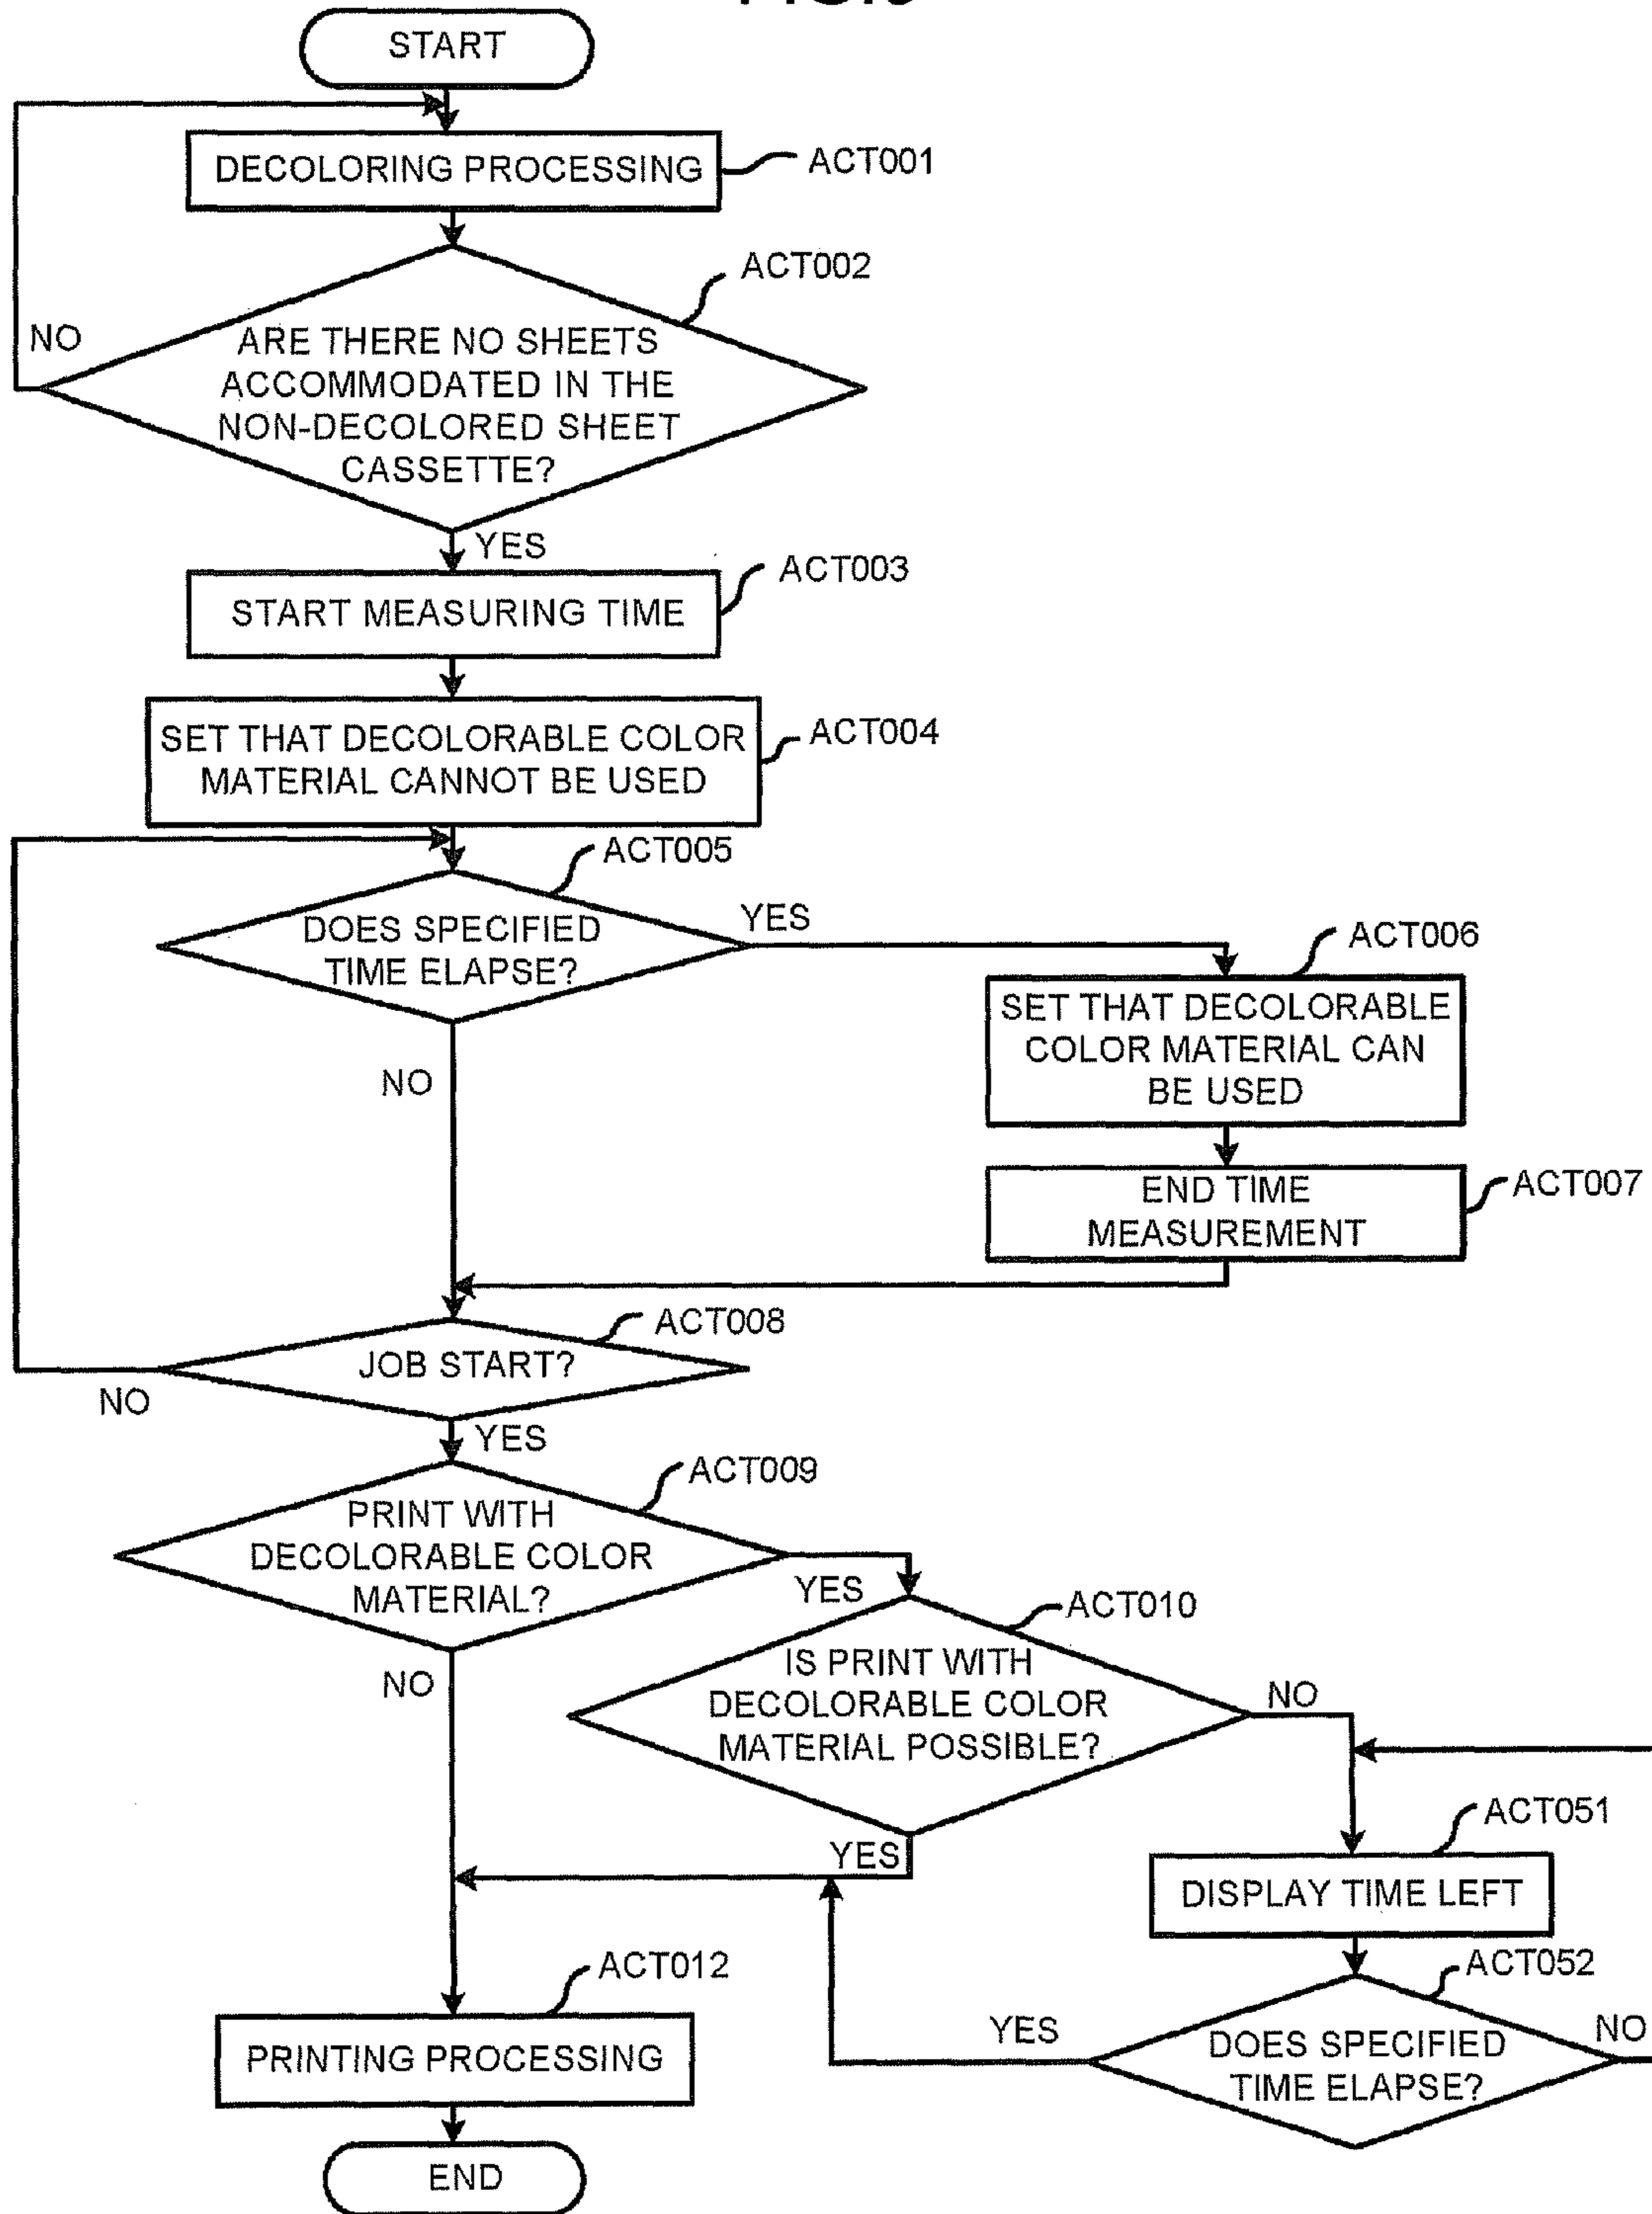 START
DECOLORING PROCESSING
ACT001
ACT002
NO
ARE THERE NO SHEETS
ACCOMMODATED IN THE
NON-DECOLORED SHEET
CASSETTE?
YES
ACT003
START MEASURING TIME
SET THAT DECOLORABLE COLOR
MATERIAL CANNOT BE USED
ACT004
ACT005
DOES SPECIFIED
TIME ELAPSE?
YES
NO
ACT006
SET THAT DECOLORABLE
COLOR MATERIAL CAN
BE USED
END TIME
MEASUREMENT
ACT007
ACT008
JOB START?
NO
YES
ACT009
PRINT WITH
DECOLORABLE COLOR
MATERIAL?
YES
NO
ACT010
IS PRINT WITH
DECOLORABLE COLOR
MATERIAL POSSIBLE?
NO
YES
ACT051
DISPLAY TIME LEFT
ACT052
DOES SPECIFIED
TIME ELAPSE?
YES
NO
ACT012
PRINTING PROCESSING
END